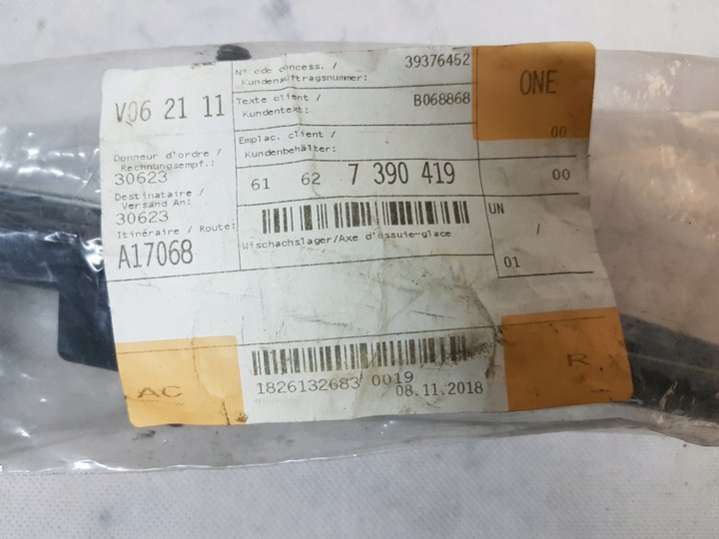 V06 21 11
N° cde concess. /
Kundenauftragsnummer:
39376452
Texte client /
Kundentext:
B068868
Emplac. client /
Kundenbehälter:
ONE
00
Donneur d'ordre /
Rechnungsempf.:
30623
Destinataire /
Versand An:
30623
Itinéraire / Route:
A17068
61 62 7 390 419
00
Wischachslager/Axe d'essuie-glace
UN
/
01
AC
1826132683 0019
08.11.2018
R X